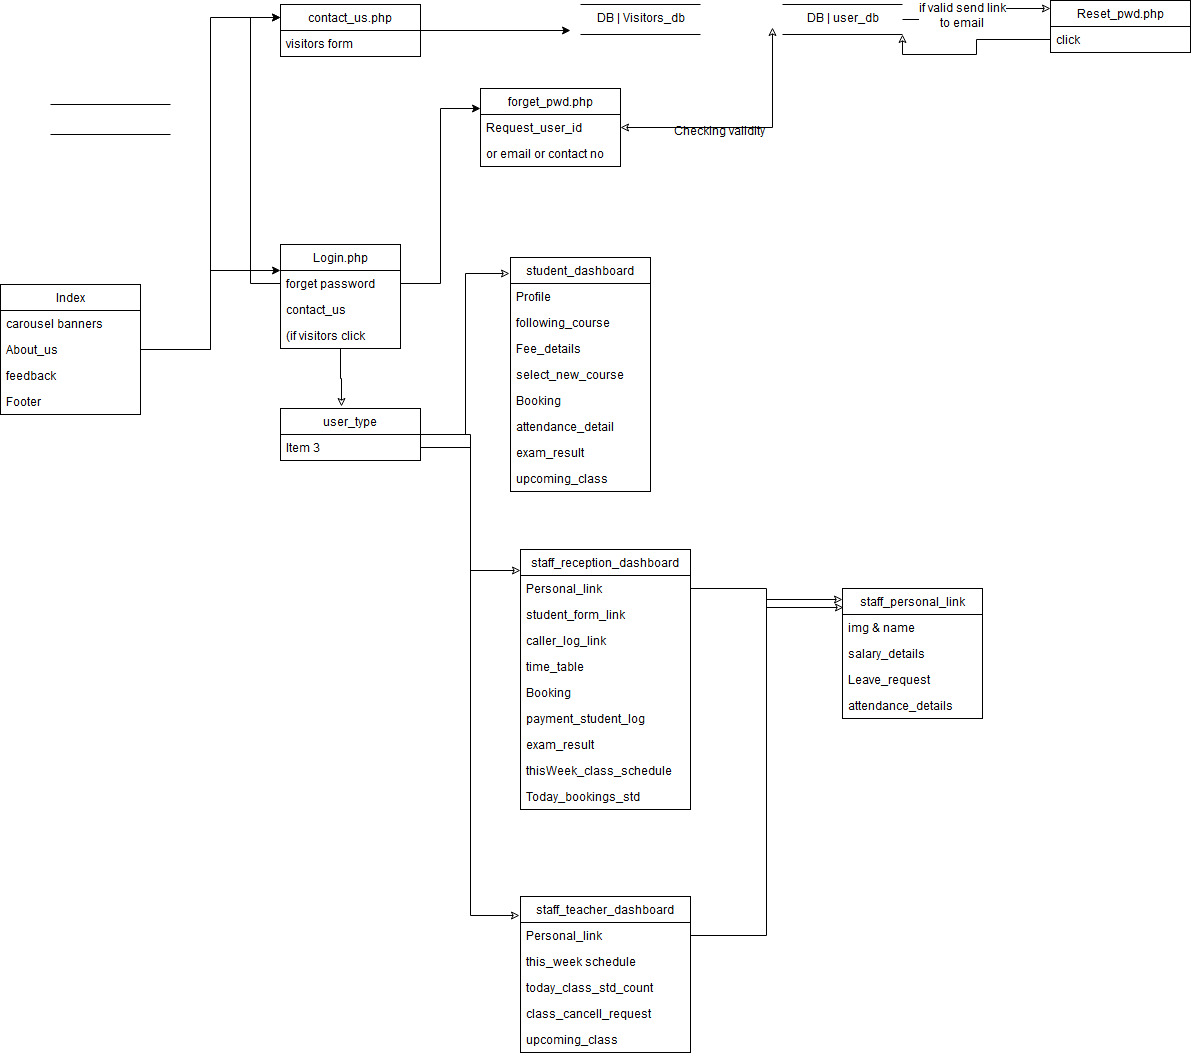 contact_us.php
visitors form
DB | Visitors_db
DB | user_db
if valid send link
to email
Reset_pwd.php
click
forget_pwd.php
Request_user_id
or email or contact no
Checking validity
Login.php
forget password
contact_us
(if visitors click
Index
carousel banners
About_us
feedback
Footer
user_type
Item 3
student_dashboard
Profile
following_course
Fee_details
select_new_course
Booking
attendance_detail
exam_result
upcoming_class
staff_reception_dashboard
Personal_link
student_form_link
caller_log_link
time_table
Booking
payment_student_log
exam_result
thisWeek_class_schedule
Today_bookings_std
staff_personal_link
img & name
salary_details
Leave_request
attendance_details
staff_teacher_dashboard
Personal_link
this_week schedule
today_class_std_count
class_cancell_request
upcoming_class